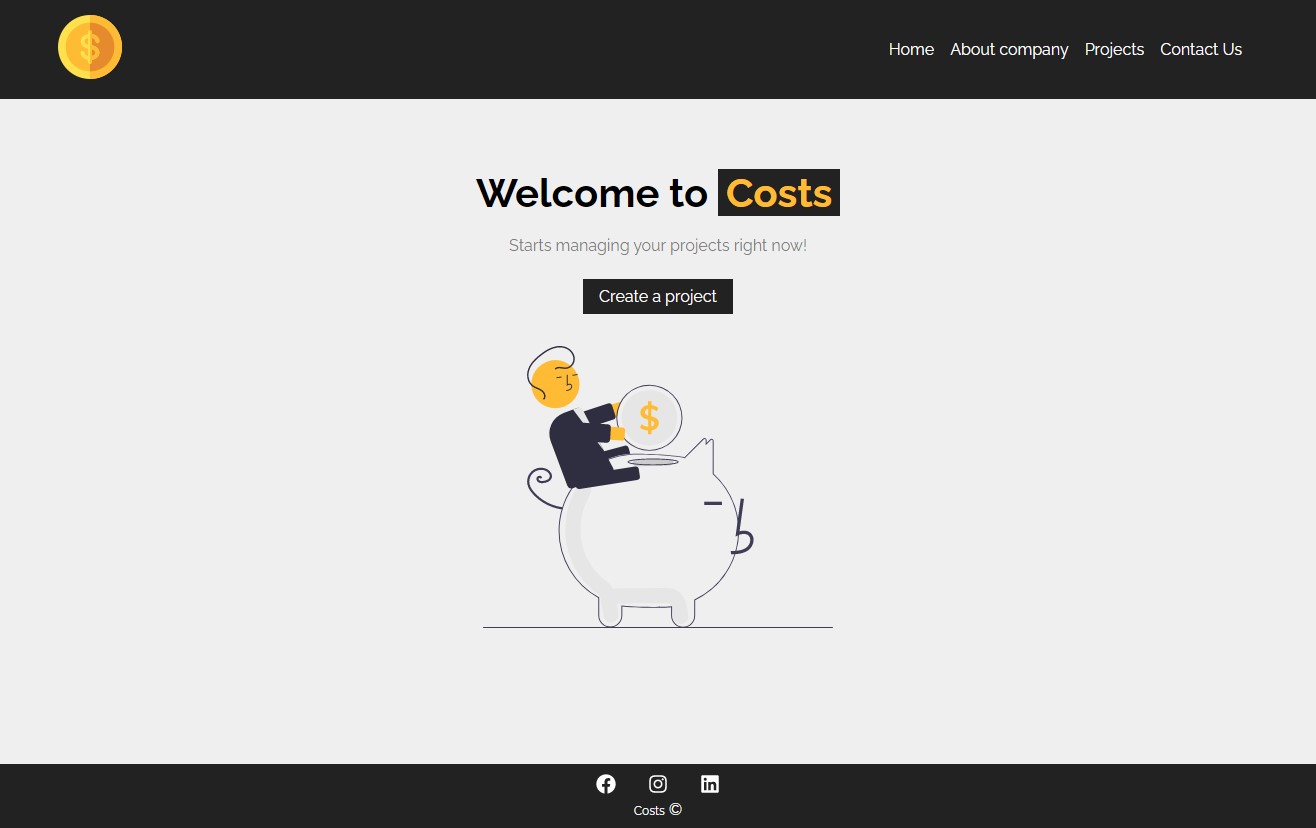 $
Home About company Projects Contact Us
Welcome to Costs
Starts managing your projects right now!
Create a project
$
Costs ©